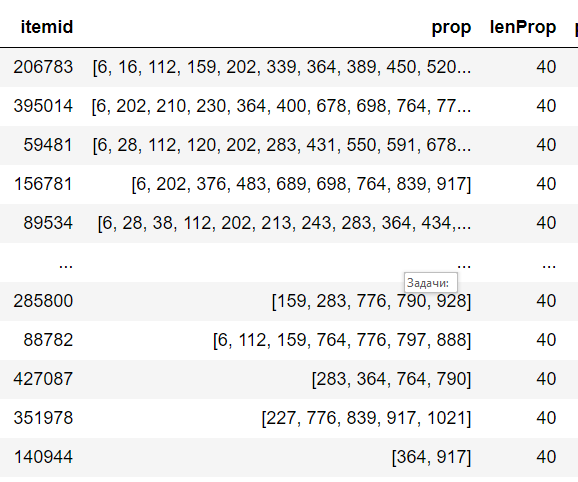 itemid prop lenProp
206783 [6, 16, 112, 159, 202, 339, 364, 389, 450, 520... 40
395014 [6, 202, 210, 230, 364, 400, 678, 698, 764, 77... 40
59481 [6, 28, 112, 120, 202, 283, 431, 550, 591, 678... 40
156781 [6, 202, 376, 483, 689, 698, 764, 839, 917] 40
89534 [6, 28, 38, 112, 202, 213, 243, 283, 364, 434,... 40
... ... ...
Задачи:
285800 [159, 283, 776, 790, 928] 40
88782 [6, 112, 159, 764, 776, 797, 888] 40
427087 [283, 364, 764, 790] 40
351978 [227, 776, 839, 917, 1021] 40
140944 [364, 917] 40